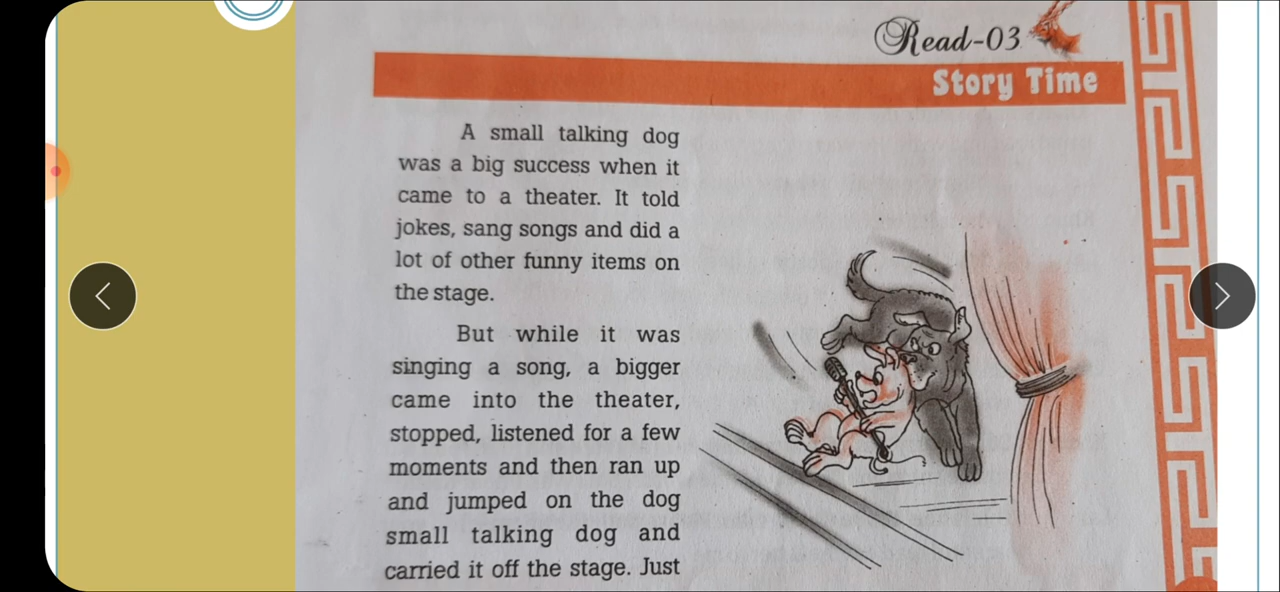 Read-03
Story Time
A small talking dog
was a big success when it
came to a theater. It told
jokes, sang songs and did a
lot of other funny items on
the stage.
But while it was
singing a song, a bigger
came into the theater,
stopped, listened for a few
moments and then ran up
and jumped on the dog
small talking dog and
carried it off the stage. Just